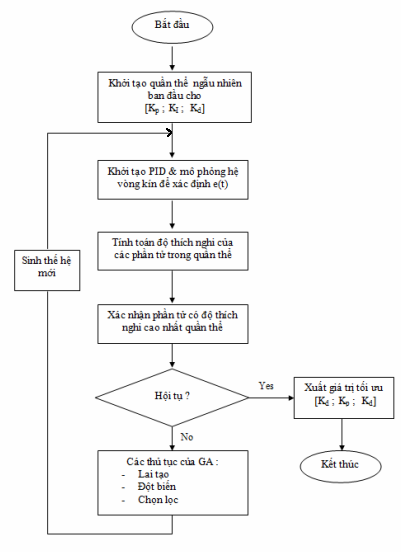 Bắt đầu
Khởi tạo quần thể ngẫu nhiên
ban đầu cho
[Kp ; KI ; Kd]
Khởi tạo PID & mô phỏng hệ
vòng kín để xác định e(t)
Tính toán độ thích nghi của
các phần tử trong quần thể
Sinh thế hệ
mới
Xác nhận phần tử có độ thích
nghi cao nhất quần thể
Hội tụ ?
Yes
Xuất giá trị tối ưu
[Kd ; Kp ; Kd]
No
Kết thúc
Các thủ tục của GA :
- Lai tạo
- Đột biến
- Chọn lọc